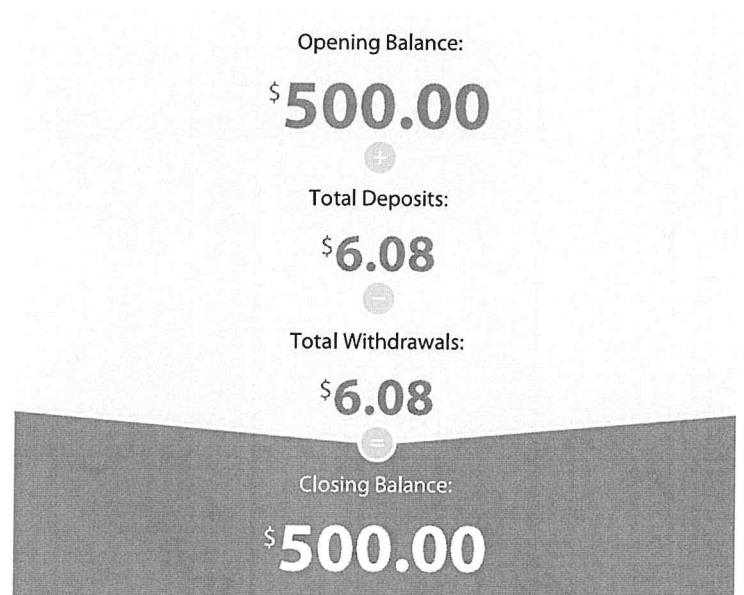 Opening Balance:
$500.00
+
Total Deposits:
$6.08
−
Total Withdrawals:
$6.08
=
Closing Balance:
$500.00